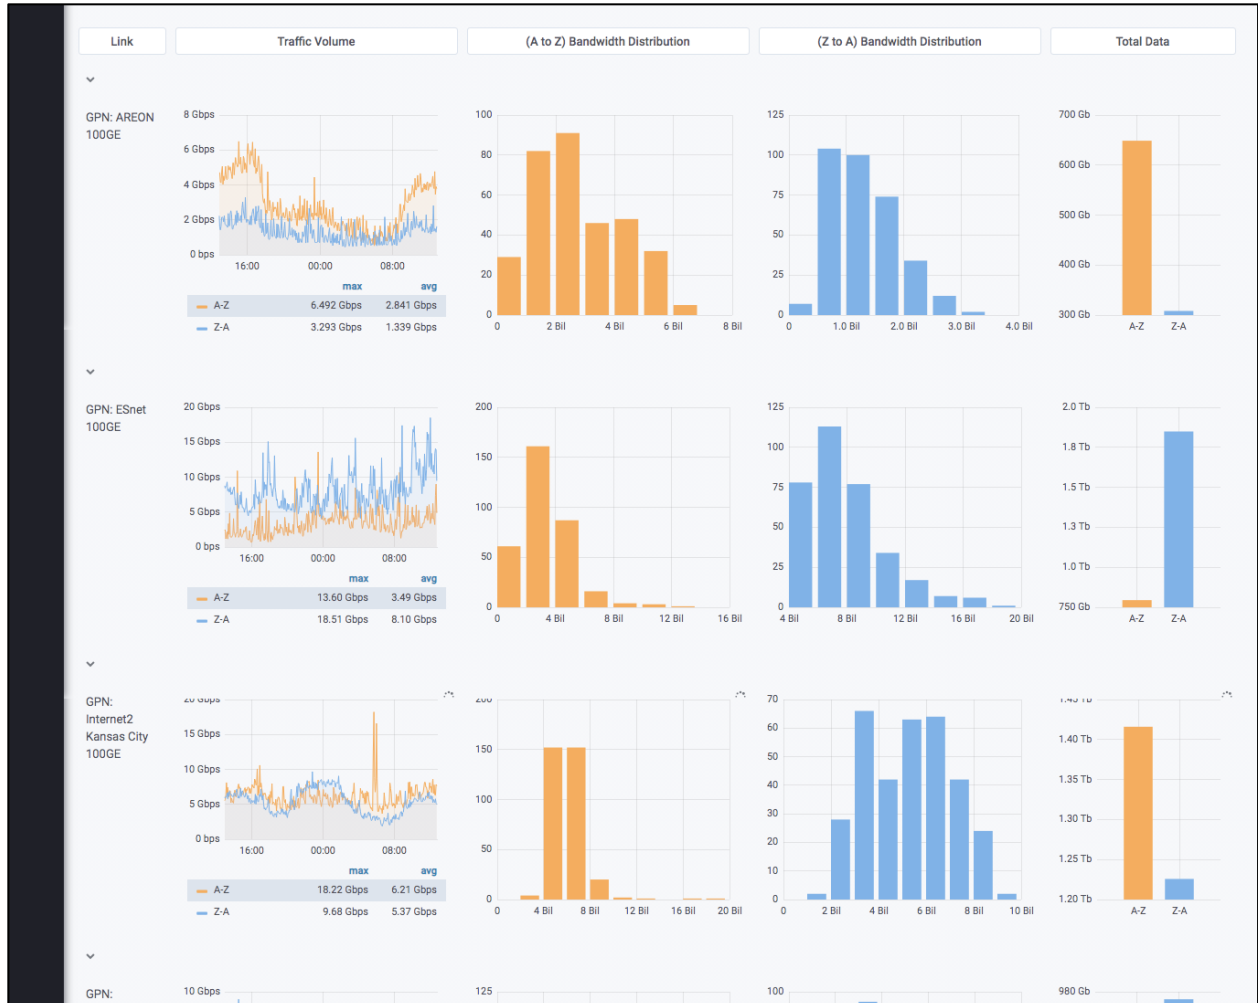 Link
Traffic Volume
(A to Z) Bandwidth Distribution
(Z to A) Bandwidth Distribution
Total Data
GPN: AREON
100GE
8 Gbps
6 Gbps
4 Gbps
2 Gbps
0 bps
16:00 00:00 08:00
max avg
A-Z 6.492 Gbps 2.841 Gbps
Z-A 3.293 Gbps 1.339 Gbps
100
80
60
40
20
0
0 2 Bil 4 Bil 6 Bil 8 Bil
125
100
75
50
25
0
0 1.0 Bil 2.0 Bil 3.0 Bil 4.0 Bil
700 Gb
600 Gb
500 Gb
400 Gb
300 Gb
A-Z Z-A
GPN: ESnet
100GE
20 Gbps
15 Gbps
10 Gbps
5 Gbps
0 bps
16:00 00:00 08:00
max avg
A-Z 13.60 Gbps 3.49 Gbps
Z-A 18.51 Gbps 8.10 Gbps
200
150
100
50
0
0 4 Bil 8 Bil 12 Bil 16 Bil
125
100
75
50
25
0
4 Bil 8 Bil 12 Bil 16 Bil 20 Bil
2.0 Tb
1.8 Tb
1.5 Tb
1.3 Tb
1.0 Tb
750 Gb
A-Z Z-A
GPN:
Internet2
Kansas City
100GE
20 Gbps
15 Gbps
10 Gbps
5 Gbps
0 bps
16:00 00:00 08:00
max avg
A-Z 18.22 Gbps 6.21 Gbps
Z-A 9.68 Gbps 5.37 Gbps
200
150
100
50
0
0 4 Bil 8 Bil 12 Bil 16 Bil 20 Bil
70
60
50
40
30
20
10
0
0 2 Bil 4 Bil 6 Bil 8 Bil 10 Bil
1.45 Tb
1.40 Tb
1.35 Tb
1.30 Tb
1.25 Tb
1.20 Tb
A-Z Z-A
GPN:
10 Gbps
125
100
980 Gb